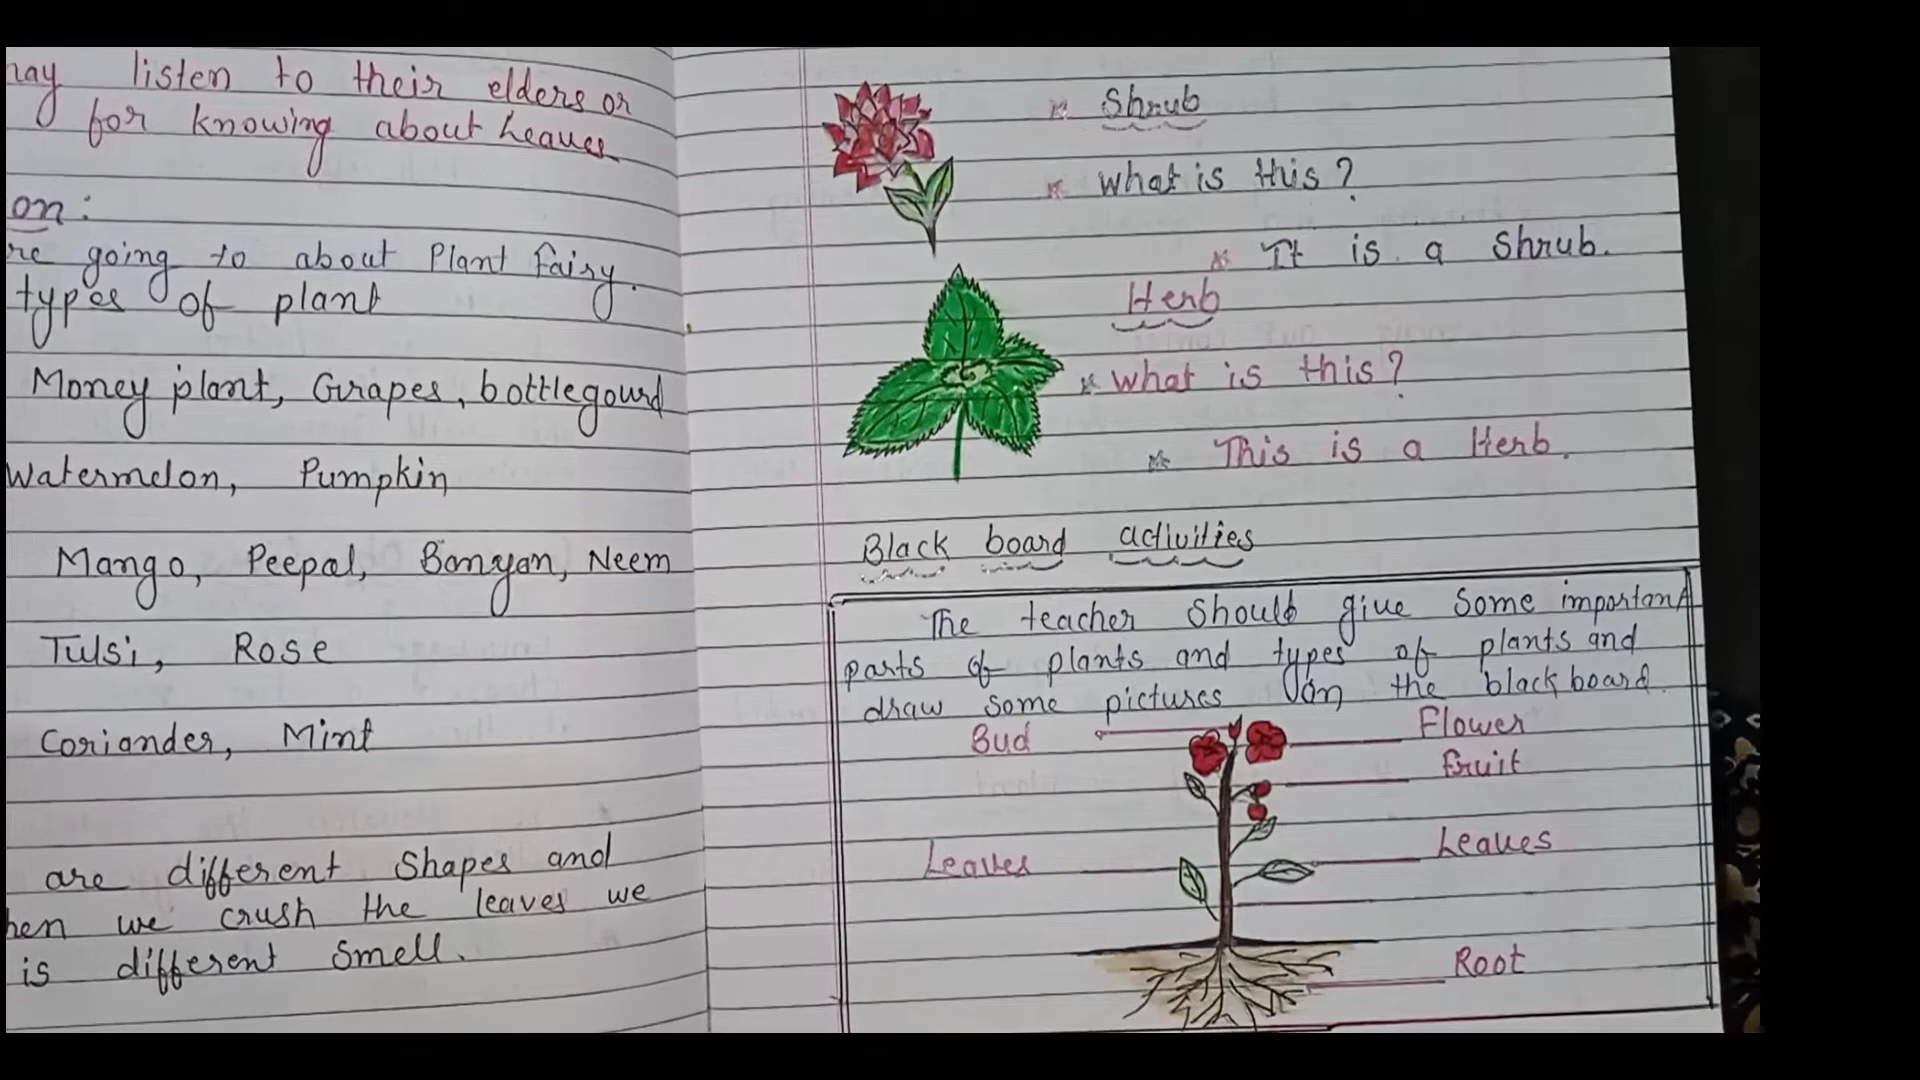 may listen to their elders or
for knowing about Leaves
on:
re going to about Plant fairy.
types of plant
Money plant, Grapes, bottlegourd
Watermelon, Pumpkin
Mango, Peepal, Banyan, Neem
Tulsi, Rose
Coriander, Mint
are different Shapes and
hen we crush the leaves we
is different Smell.
Shrub
What is this?
It is a Shrub.
Herb
What is this?
This is a Herb.
Black board activities
The teacher Should give Some important
parts of plants and types of plants and
draw some pictures on the black board.
Bud
Flower
fruit
Leaves
Leaves
Root